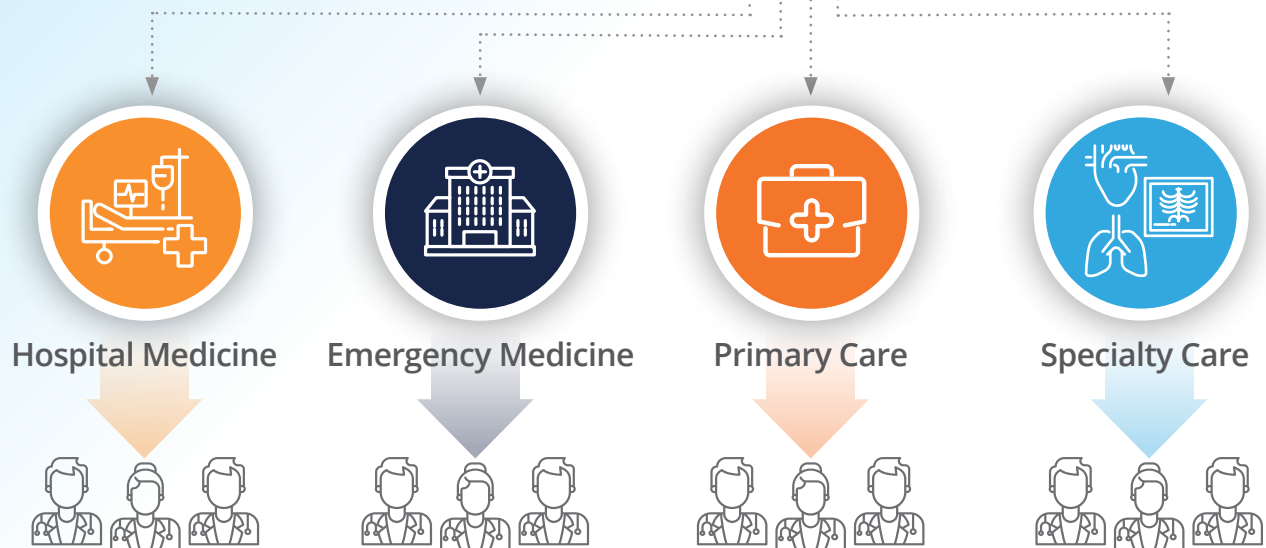 Hospital Medicine
Emergency Medicine
Primary Care
Specialty Care